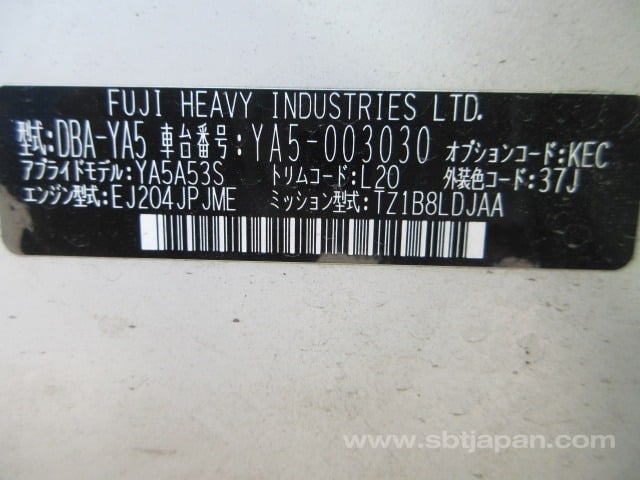 FUJI HEAVY INDUSTRIES LTD.
型式:DBA-YA5 車台番号:YA5-003030 オプションコード:KEC
アプライドモデル:YA5A53S トリムコード:L20 外装色コード:37J
エンジン型式:EJ204JPJME ミッション型式:TZ1B8LDJAA
www.sbtjapan.com